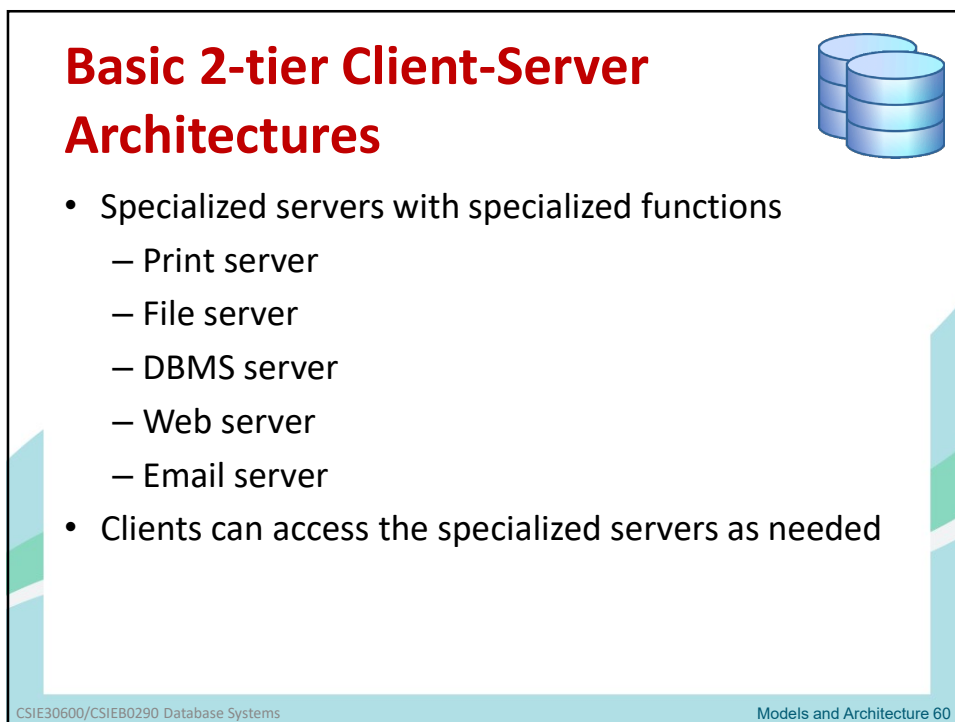 Basic 2-tier Client-Server
Architectures
• Specialized servers with specialized functions
– Print server
– File server
– DBMS server
– Web server
– Email server
• Clients can access the specialized servers as needed
CSIE30600/CSIEB0290 Database Systems
Models and Architecture 60